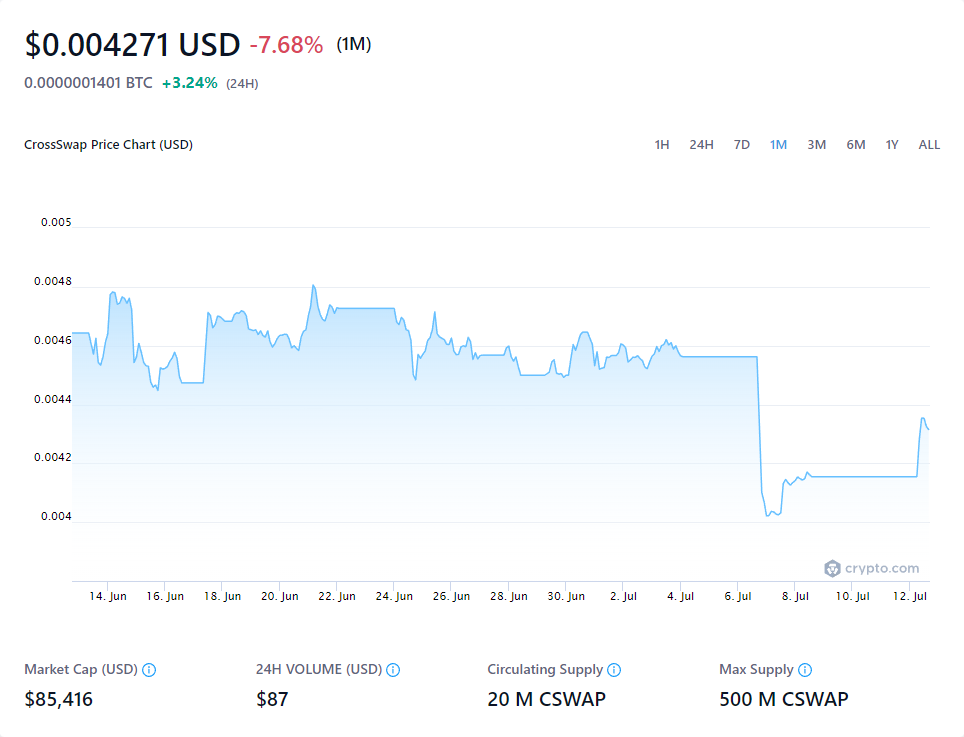 $0.004271 USD -7.68% (1M)
0.0000001401 BTC +3.24% (24H)
CrossSwap Price Chart (USD) 1H 24H 7D 1M 3M 6M 1Y ALL
0.005
0.0048
0.0046
0.0044
0.0042
0.004
crypto.com
14. Jun 16. Jun 18. Jun 20. Jun 22. Jun 24. Jun 26. Jun 28. Jun 30. Jun 2. Jul 4. Jul 6. Jul 8. Jul 10. Jul 12. Jul
Market Cap (USD) 24H VOLUME (USD) Circulating Supply Max Supply
$85,416 $87 20 M CSWAP 500 M CSWAP